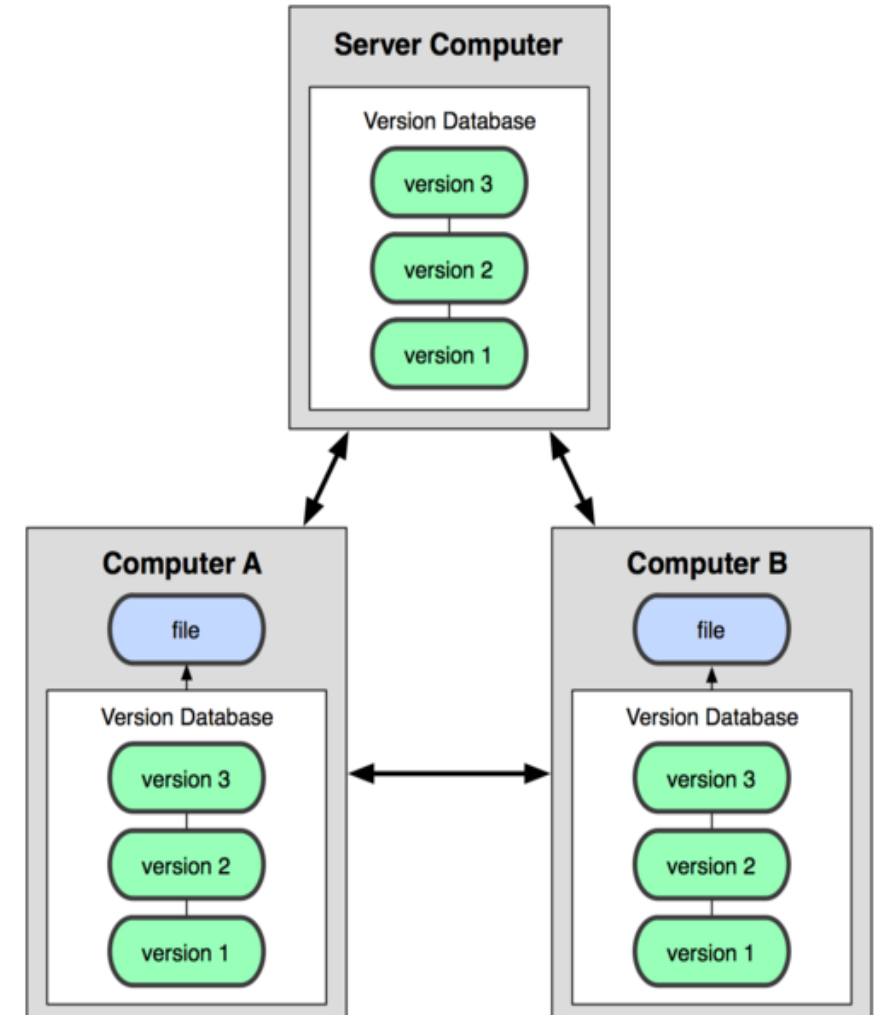 Server Computer
Version Database
version 3
version 2
version 1
Computer A
file
Version Database
version 3
version 2
version 1
Computer B
file
Version Database
version 3
version 2
version 1